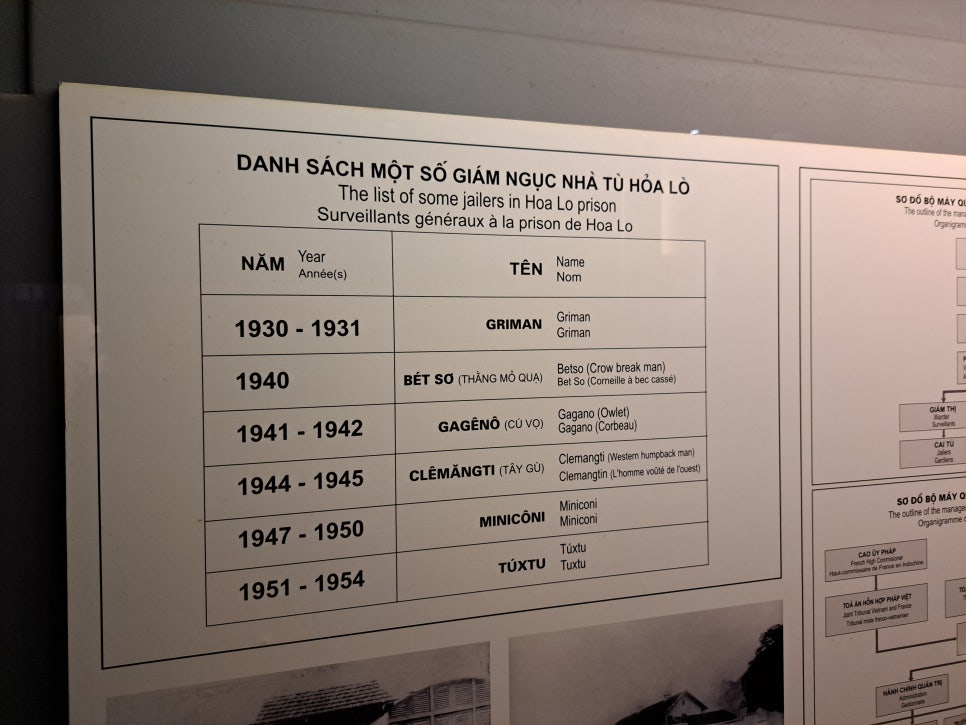 DANH SÁCH MỘT SỐ GIÁM NGỤC NHÀ TÙ HỎA LÒ
The list of some jailers in Hoa Lo prison
Surveillants généraux à la prison de Hoa Lo
NĂM Year
Année(s)
TÊN Name
Nom
1930 - 1931
GRIMAN Griman
Griman
1940
BÉT SƠ (THẰNG MỎ QUẠ) Betso (Crow break man)
Bet So (Corneille à bec cassé)
1941 - 1942
GAGÊNÔ (CÚ VỌ) Gagano (Owlet)
Gagano (Corbeau)
1944 - 1945
CLÊMĂNGTI (TÂY GÙ) Clemangti (Western humpback man)
Clemangtin (L'homme voûté de l'ouest)
1947 - 1950
MINICÔNI Miniconi
Miniconi
1951 - 1954
TÚXTU Túxtu
Tuxtu
SƠ ĐỒ BỘ MÁY
The outline of the
GIÁM THỊ
Warder
Surveillants
CAI TÙ
Jailers
Gardiens
SƠ ĐỒ BỘ MÁY
The outline of the
Organigramme
CAO ỦY PHÁP
French High Commisioner
Haut-commissaire de France en Indochine
TOÀ ÁN HỖN HỢP PHÁP VIỆT
Joint Tribunal Vietnam and France
Tribunal mixte franco-vietnamien
HÀNH CHÍNH QUẢN TRỊ
Administration
Gestionnaire